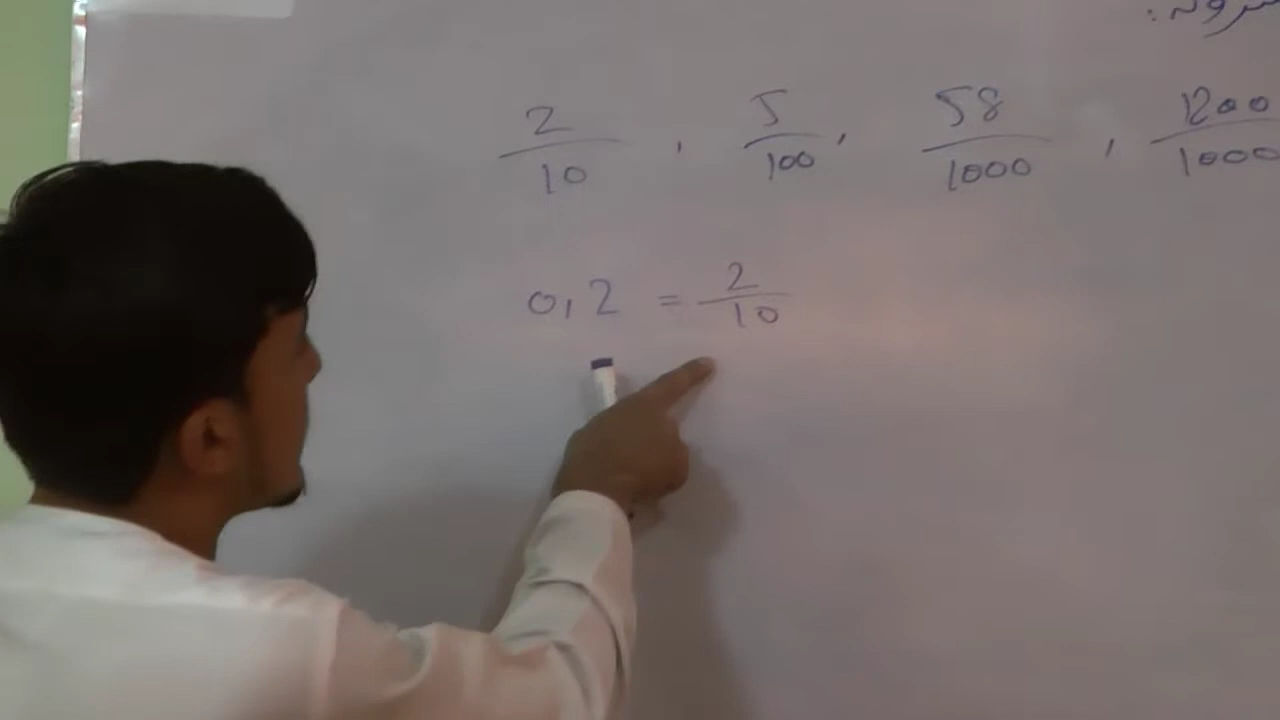 2/10 , 5/100 , 58/1000 , 1200/1000
0,2 = 2/10